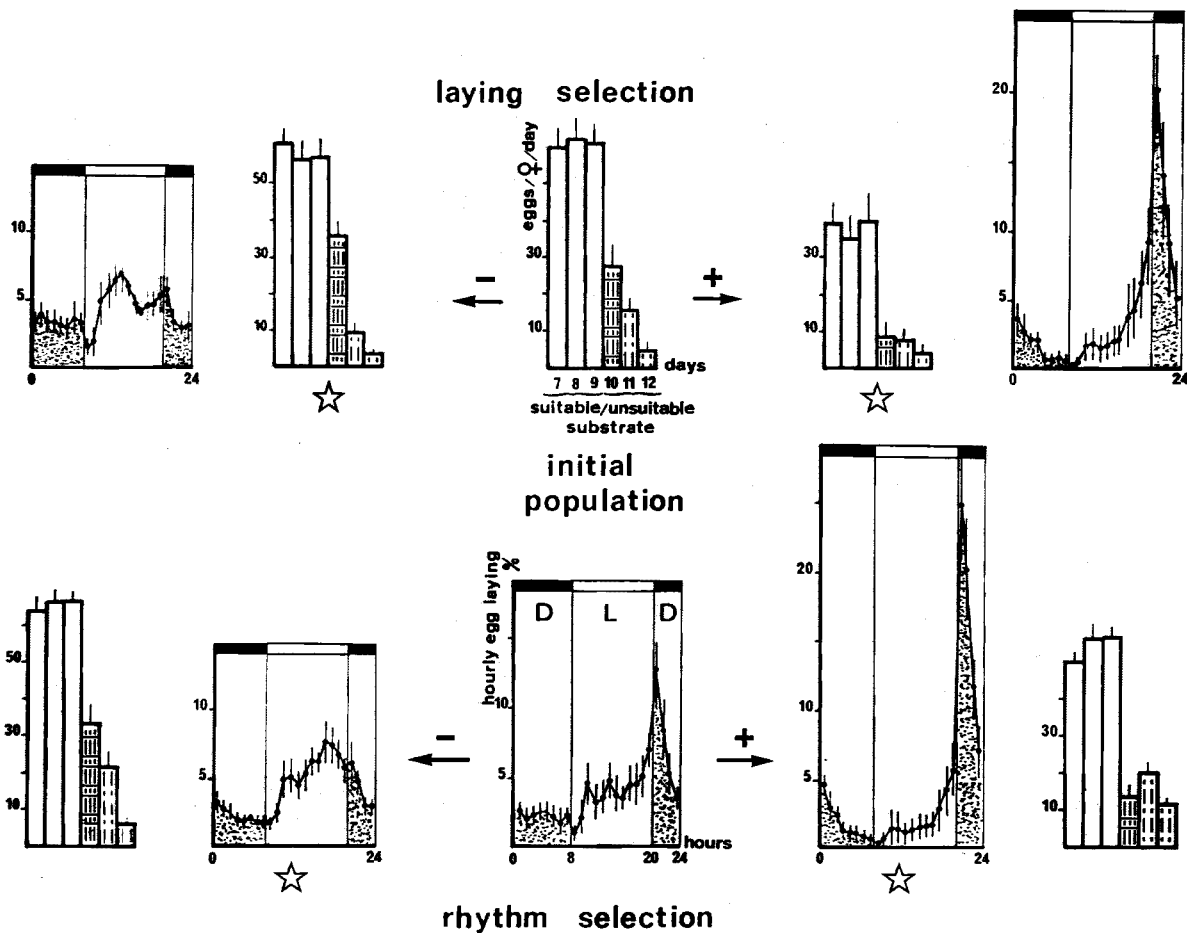 laying selection
20
10
5
0 24
10
5
0 24
50
30
10
eggs/♀/day
10
−
+
days
7 8 9 10 11 12
suitable/unsuitable
substrate
30
10
initial
population
50
30
10
10
5
0 24
−
hourly egg laying
%
D L D
10
5
hours
0 8 20 24
+
20
10
5
0 24
30
10
rhythm selection